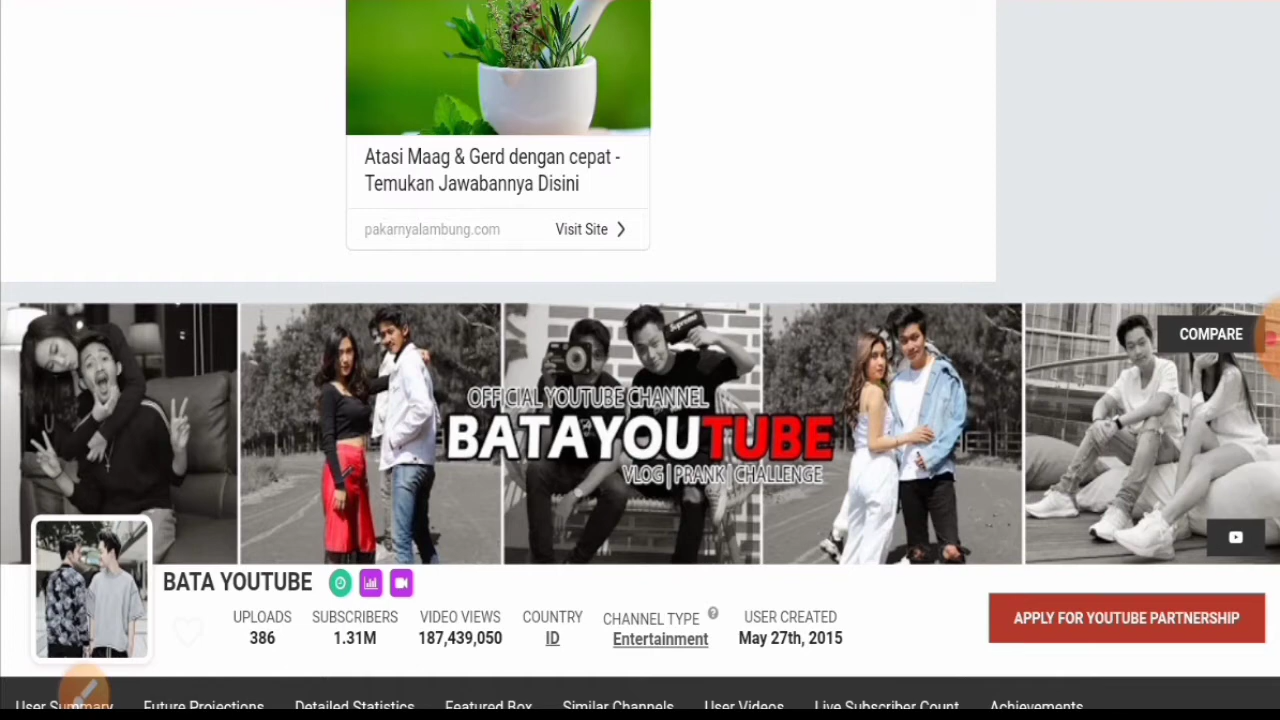 Atasi Maag & Gerd dengan cepat -
Temukan Jawabannya Disini
pakarnyalambung.com
Visit Site
COMPARE
Supreme
OFFICIAL YOUTUBE CHANNEL
BATAYOUTUBE
VLOG | PRANK | CHALLENGE
BATA YOUTUBE
UPLOADS
386
SUBSCRIBERS
1.31M
VIDEO VIEWS
187,439,050
COUNTRY
ID
CHANNEL TYPE ?
Entertainment
USER CREATED
May 27th, 2015
APPLY FOR YOUTUBE PARTNERSHIP
User Summary Future Projections Detailed Statistics Featured Box Similar Channels User Videos Live Subscriber Count Achievements